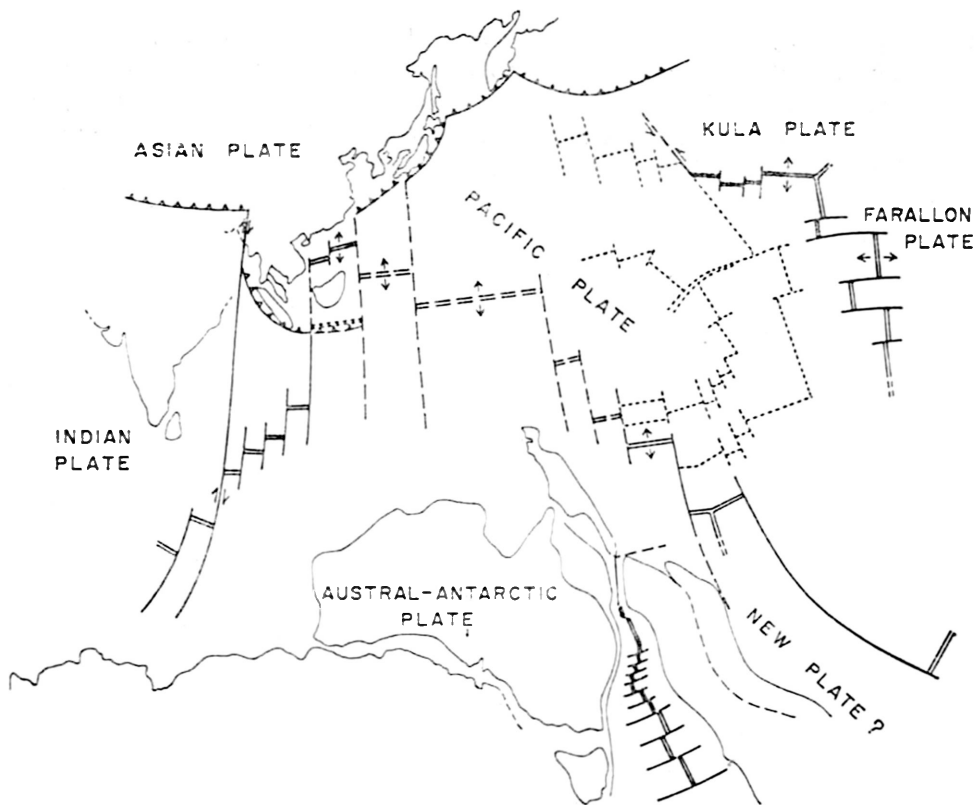 ASIAN PLATE
KULA PLATE
PACIFIC
PLATE
FARALLON
PLATE
INDIAN
PLATE
AUSTRAL-ANTARCTIC
PLATE
NEW PLATE ?